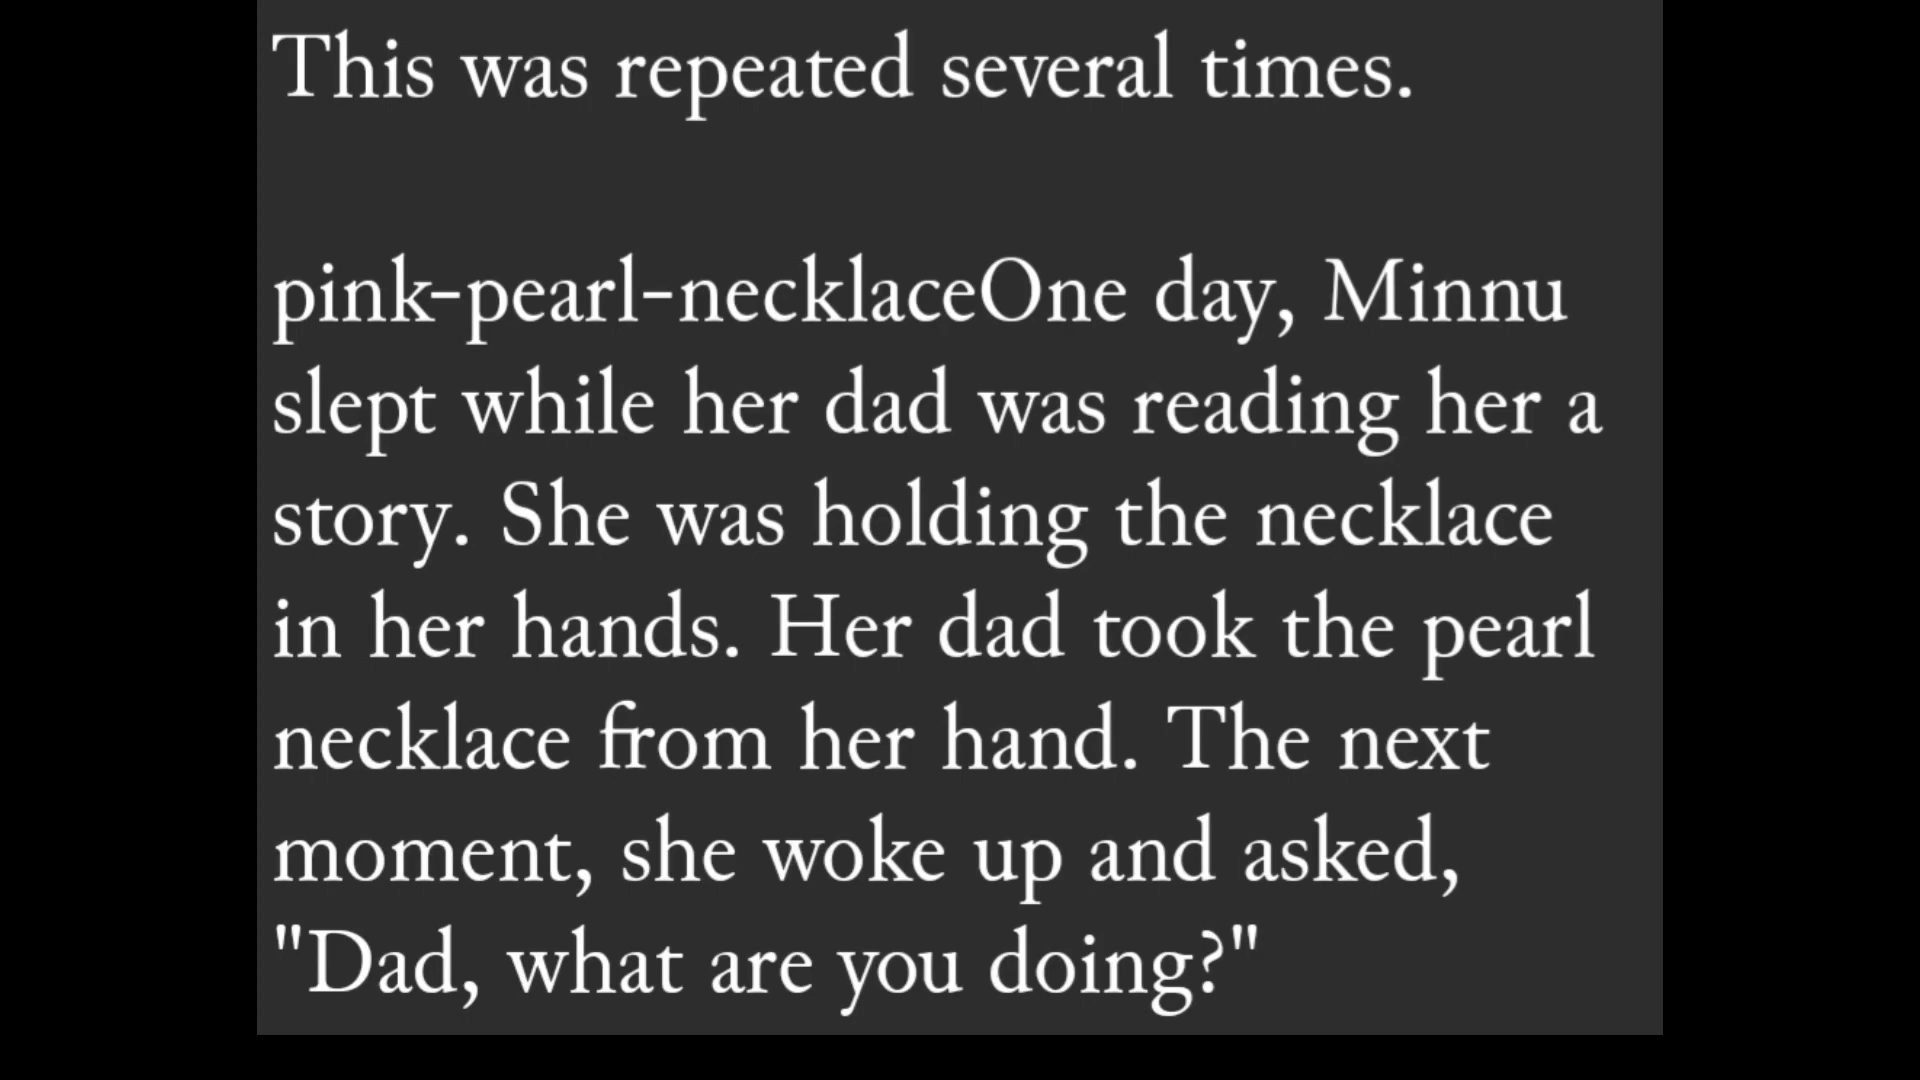 This was repeated several times.
pink-pearl-necklaceOne day, Minnu
slept while her dad was reading her a
story. She was holding the necklace
in her hands. Her dad took the pearl
necklace from her hand. The next
moment, she woke up and asked,
"Dad, what are you doing?"